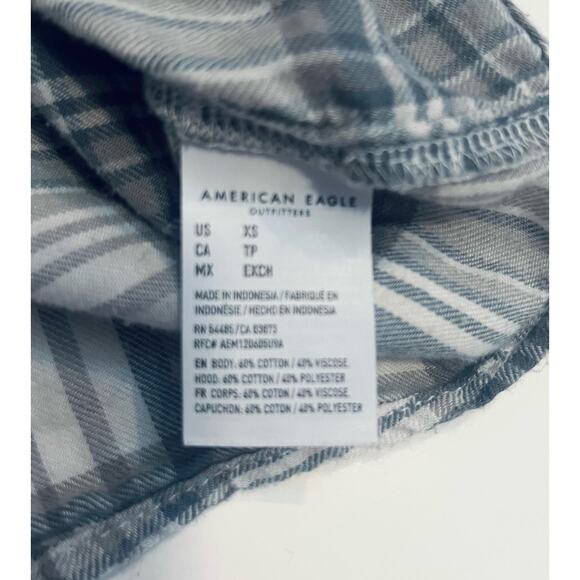 AMERICAN EAGLE
OUTFITTERS
US XS
CA TP
MX EXCH
MADE IN INDONESIA / FABRIQUÉ EN
INDONÉSIE / HECHO EN INDONESIA
RN 54485/CA 03873
RFC# AEM120605U9A
EN BODY: 60% COTTON / 40% VISCOSE.
HOOD: 60% COTTON / 40% POLYESTER
FR CORPS: 60% COTON / 40% VISCOSE.
CAPUCHON: 60% COTON / 40% POLYESTER